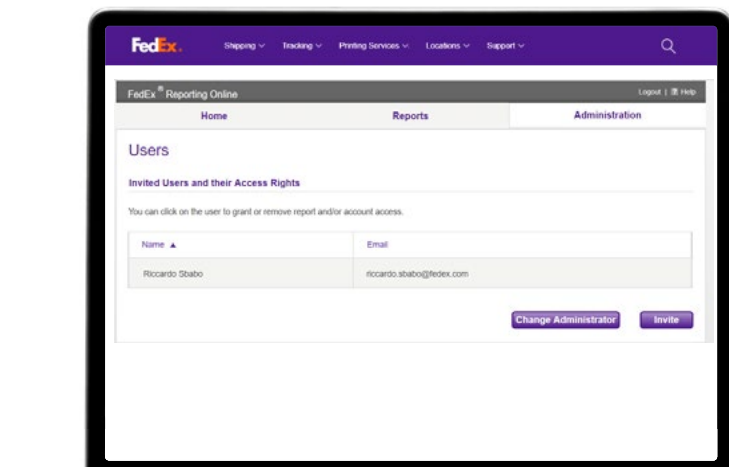 FedEx. Shipping Tracking Printing Services Locations Support
FedEx® Reporting Online Logout | Help
Home Reports Administration
Users
Invited Users and their Access Rights
You can click on the user to grant or remove report and/or account access.
Name ▲ Email
Riccardo Sbabo riccardo.sbabo@fedex.com
Change Administrator Invite